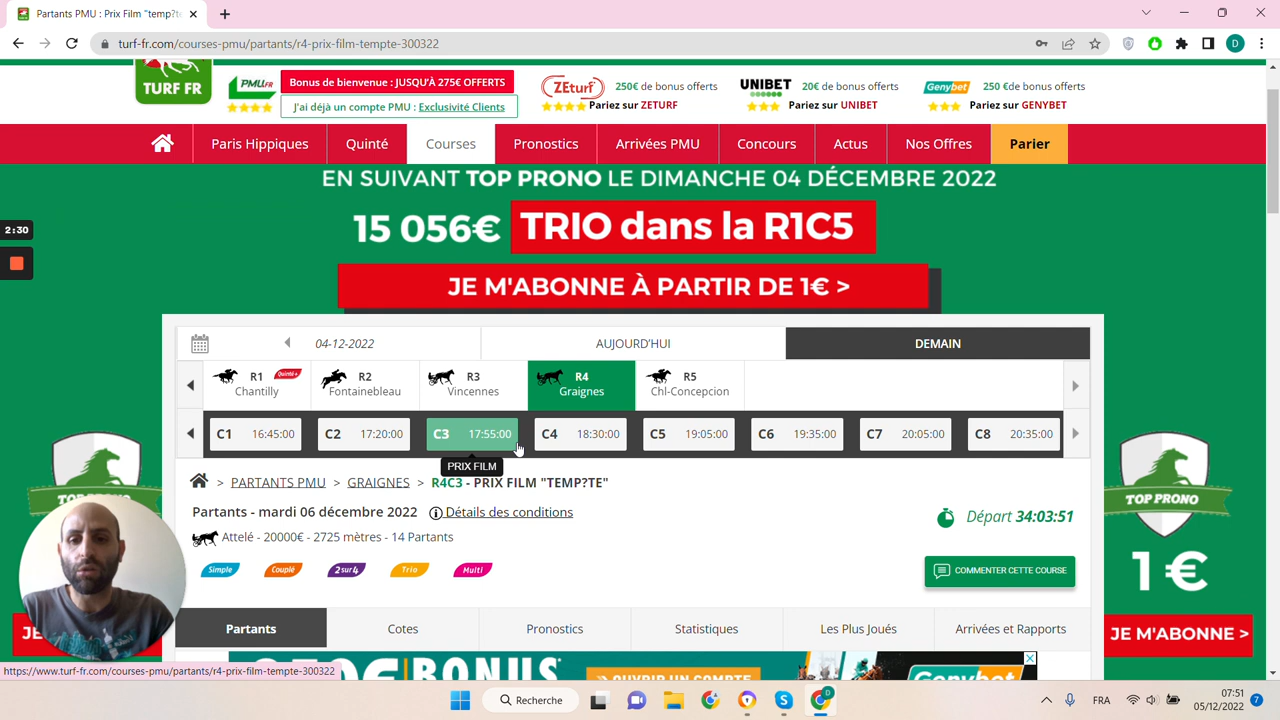 Partants PMU : Prix Film "temp?te
turf-fr.com/courses-pmu/partants/r4-prix-film-tempte-300322
D
TURF FR
PMU.FR
Bonus de bienvenue : JUSQU'À 275€ OFFERTS
J'ai déjà un compte PMU : Exclusivité Clients
ZEturf
250€ de bonus offerts
Pariez sur ZETURF
UNIBET
20€ de bonus offerts
Pariez sur UNIBET
Genybet
250 €de bonus offerts
Pariez sur GENYBET
Paris Hippiques
Quinté
Courses
Pronostics
Arrivées PMU
Concours
Actus
Nos Offres
Parier
EN SUIVANT TOP PRONO LE DIMANCHE 04 DÉCEMBRE 2022
15 056€ TRIO dans la R1C5
2:30
JE M'ABONNE À PARTIR DE 1€ >
04-12-2022
AUJOURD'HUI
DEMAIN
R1 Quinté+
Chantilly
R2
Fontainebleau
R3
Vincennes
R4
Graignes
R5
Chl-Concepcion
C1 16:45:00
C2 17:20:00
C3 17:55:00
C4 18:30:00
C5 19:05:00
C6 19:35:00
C7 20:05:00
C8 20:35:00
PRIX FILM
> PARTANTS PMU > GRAIGNES > R4C3 - PRIX FILM "TEMP?TE"
Partants - mardi 06 décembre 2022
Détails des conditions
Départ 34:03:51
Attelé - 20000€ - 2725 mètres - 14 Partants
Simple
Couplé
2sur4
Trio
Multi
COMMENTER CETTE COURSE
TOP PRONO
1€
JE M'ABONNE >
Partants
Cotes
Pronostics
Statistiques
Les Plus Joués
Arrivées et Rapports
BONUS
>> OUVRIR UN COMPTE
Genybet
https://www.turf-fr.com/courses-pmu/partants/r4-prix-film-tempte-300322
Recherche
D
FRA
07:51
05/12/2022
7